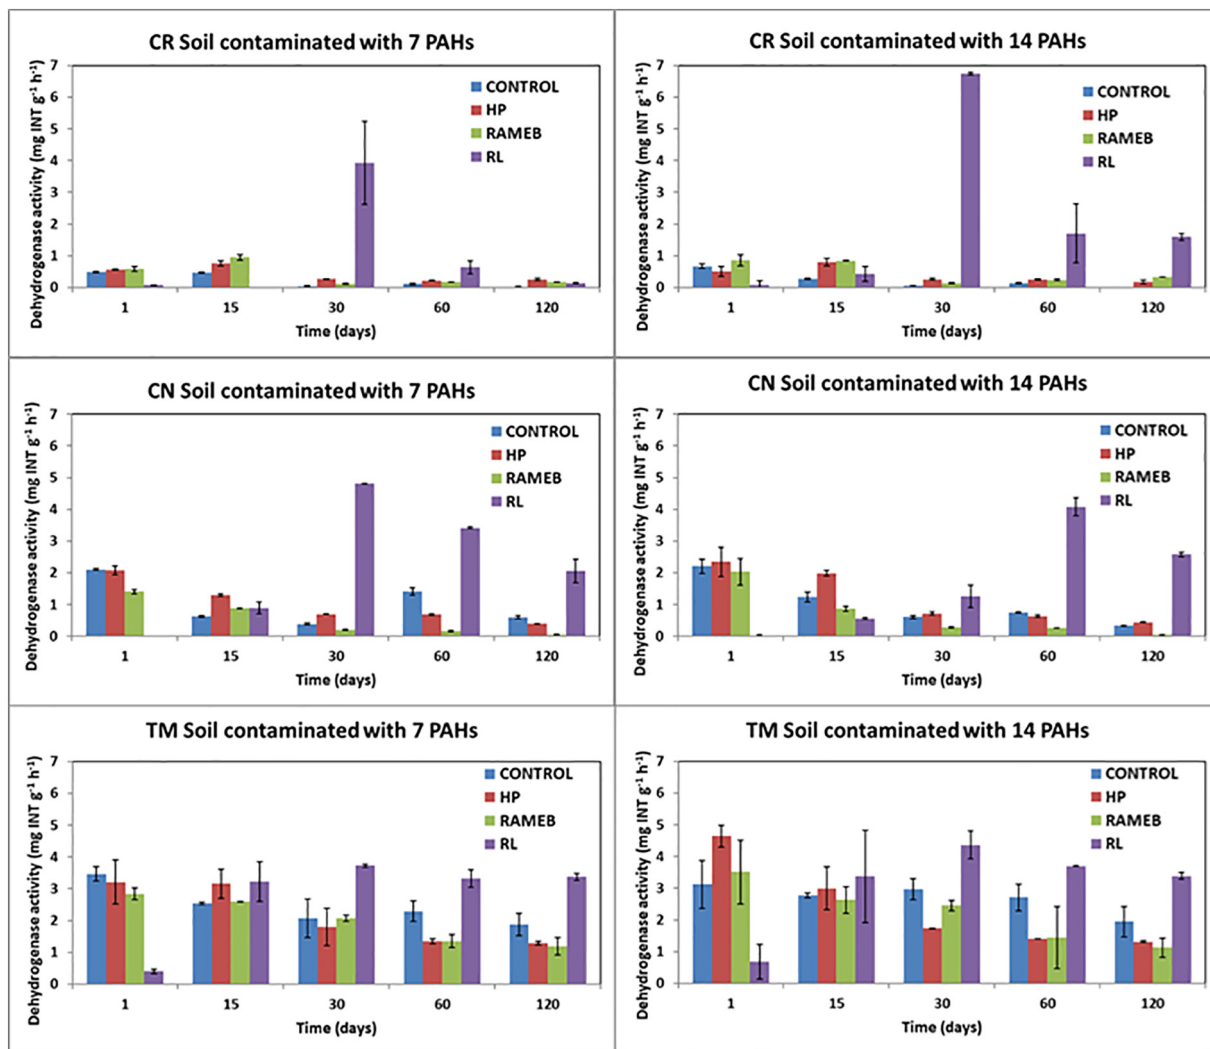 CR Soil contaminated with 7 PAHs
Dehydrogenase activity (mg INT g⁻¹ h⁻¹)
7
6
5
4
3
2
1
0
CONTROL
HP
RAMEB
RL
1 15 30 60 120
Time (days)
CR Soil contaminated with 14 PAHs
Dehydrogenase activity (mg INT g⁻¹ h⁻¹)
7
6
5
4
3
2
1
0
CONTROL
HP
RAMEB
RL
1 15 30 60 120
Time (days)
CN Soil contaminated with 7 PAHs
Dehydrogenase activity (mg INT g⁻¹ h⁻¹)
7
6
5
4
3
2
1
0
CONTROL
HP
RAMEB
RL
1 15 30 60 120
Time (days)
CN Soil contaminated with 14 PAHs
Dehydrogenase activity (mg INT g⁻¹ h⁻¹)
7
6
5
4
3
2
1
0
CONTROL
HP
RAMEB
RL
1 15 30 60 120
Time (days)
TM Soil contaminated with 7 PAHs
Dehydrogenase activity (mg INT g⁻¹ h⁻¹)
7
6
5
4
3
2
1
0
CONTROL
HP
RAMEB
RL
1 15 30 60 120
Time (days)
TM Soil contaminated with 14 PAHs
Dehydrogenase activity (mg INT g⁻¹ h⁻¹)
7
6
5
4
3
2
1
0
CONTROL
HP
RAMEB
RL
1 15 30 60 120
Time (days)